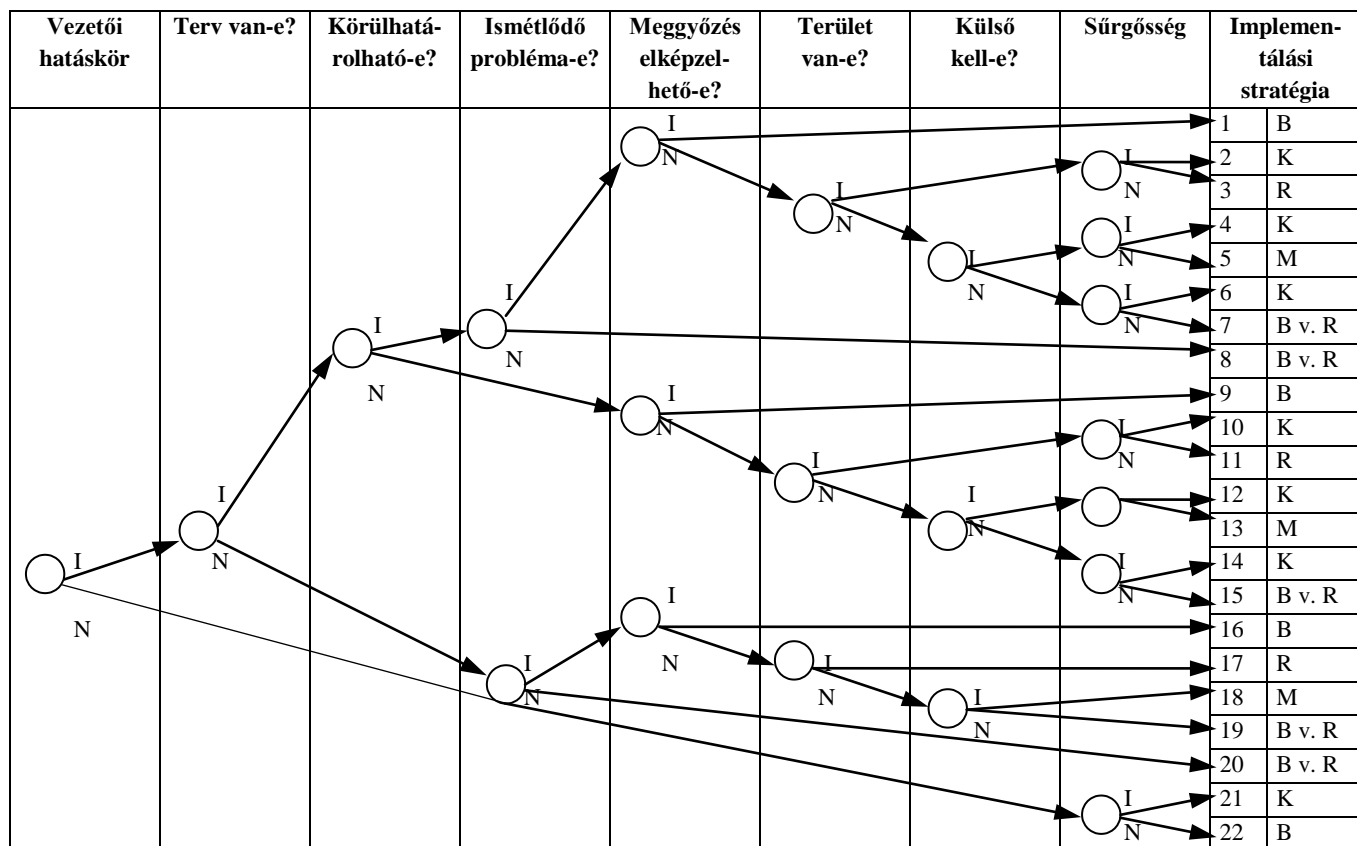 Vezetői hatáskör
Terv van-e?
Körülhatá-
rolható-e?
Ismétlődő
probléma-e?
Meggyőzés
elképzel-
hető-e?
Terület
van-e?
Külső
kell-e?
Sűrgősség
Implemen-
tálási
stratégia
I
1 B
N
I
2 K
I
N
3 R
N
I
4 K
I
N
5 M
I
N
I
6 K
N
7 B v. R
I
N
8 B v. R
N
I
9 B
N
I
10 K
I
N
11 R
I
N
I
12 K
N
13 M
I
14 K
N
I
N
15 B v. R
I
N
16 B
N
I
17 R
I
N
I
18 M
N
N
19 B v. R
20 B v. R
I
21 K
N
22 B